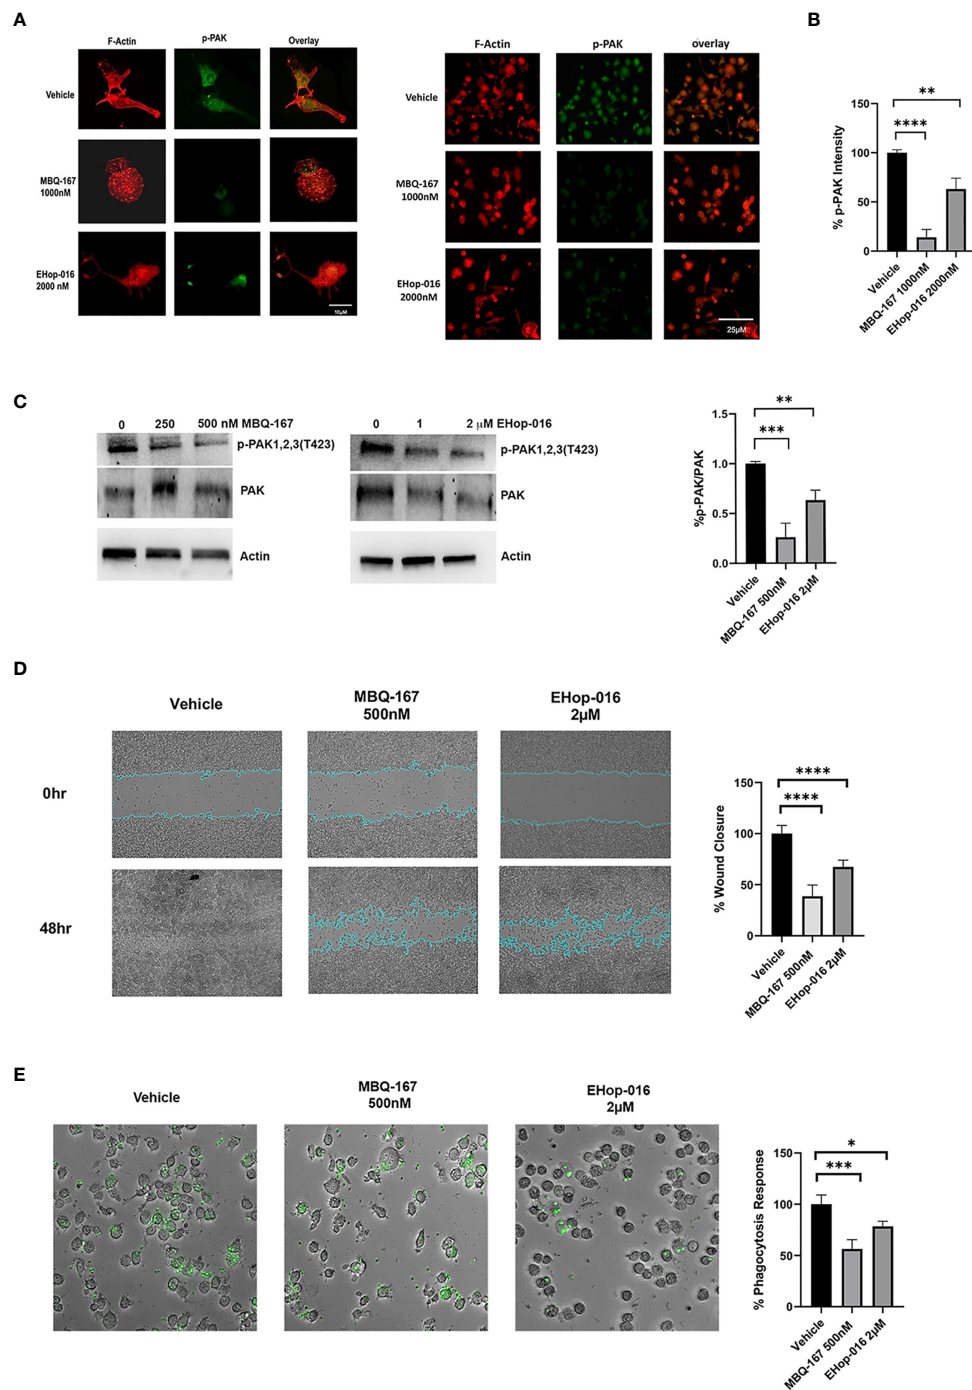 A
F-Actin p-PAK Overlay
Vehicle
MBQ-167
1000nM
EHop-016
2000 nM
10µM
F-Actin p-PAK overlay
Vehicle
MBQ-167
1000nM
EHop-016
2000nM
25µM
B
% p-PAK Intensity
150
100
50
0
****
**
Vehicle
MBQ-167 1000nM
EHop-016 2000nM
C
0 250 500 nM MBQ-167
p-PAK1,2,3(T423)
PAK
Actin
0 1 2 µM EHop-016
p-PAK1,2,3(T423)
PAK
Actin
%p-PAK/PAK
1.5
1.0
0.5
0.0
**
***
Vehicle
MBQ-167 500nM
EHop-016 2µM
D
Vehicle
MBQ-167
500nM
EHop-016
2µM
0hr
48hr
% Wound Closure
150
100
50
0
****
****
Vehicle
MBQ-167 500nM
EHop-016 2µM
E
Vehicle
MBQ-167
500nM
EHop-016
2µM
% Phagocytosis Response
150
100
50
0
*
***
Vehicle
MBQ-167 500nM
EHop-016 2µM